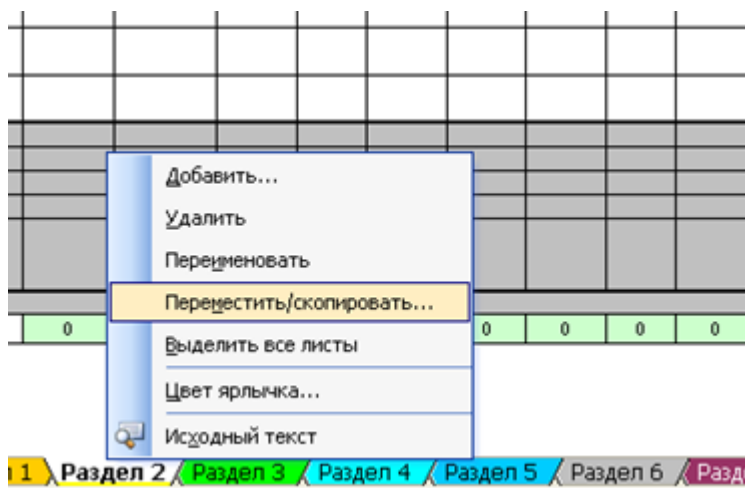 Добавить...
Удалить
Переименовать
Переместить/скопировать...
0 0 0 0 0
Выделить все листы
Цвет ярлычка...
Исходный текст
1 Раздел 2 Раздел 3 Раздел 4 Раздел 5 Раздел 6 Разд